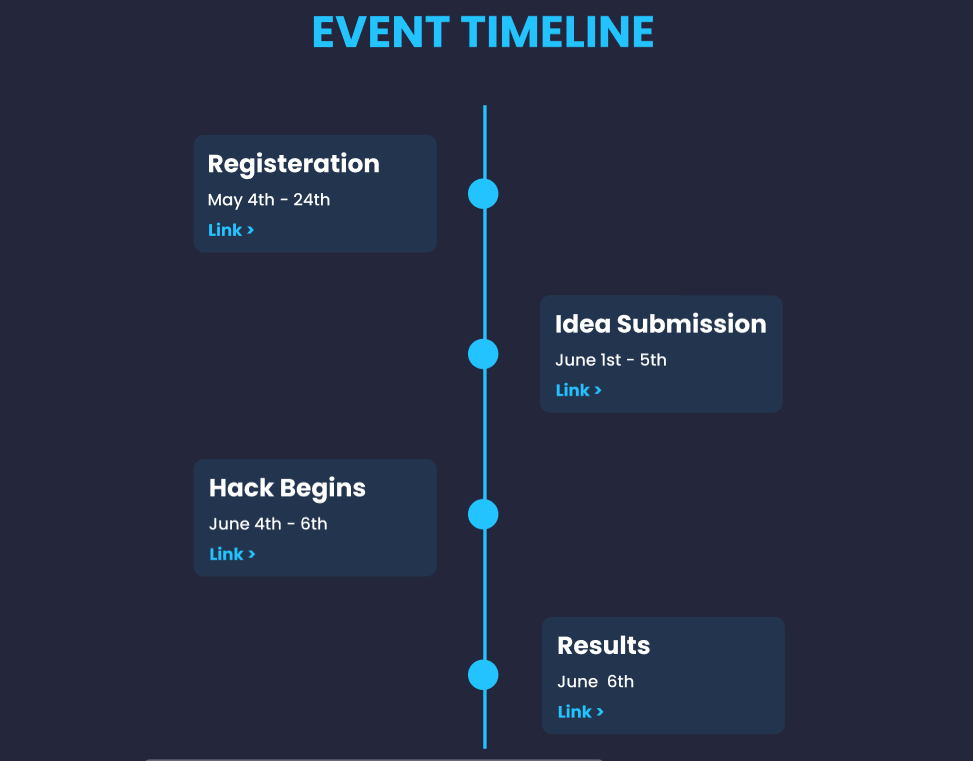 EVENT TIMELINE
Registeration
May 4th - 24th
Link >
Idea Submission
June 1st - 5th
Link >
Hack Begins
June 4th - 6th
Link >
Results
June  6th
Link >